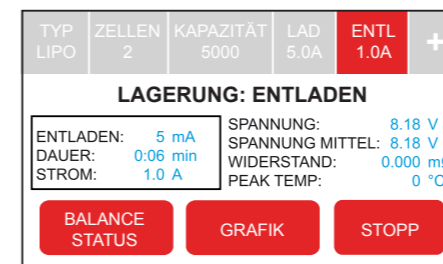 TYP ZELLEN KAPAZITÄT LAD ENTL +
LIPO 2 5000 5.0A 1.0A
LAGERUNG: ENTLADEN
ENTLADEN: 5 mA
DAUER: 0:06 min
STROM: 1.0 A
SPANNUNG: 8.18 V
SPANNUNG MITTEL: 8.18 V
WIDERSTAND: 0.000 mΩ
PEAK TEMP: 0 °C
BALANCE
STATUS
GRAFIK
STOPP